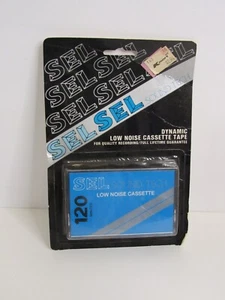 SEL
SEL SEL
SEL SEL
SEL SEL
DYNAMIC
LOW NOISE CASSETTE TAPE
FOR QUALITY RECORDING/FULL LIFETIME GUARANTEE
SEL
LOW NOISE CASSETTE
120